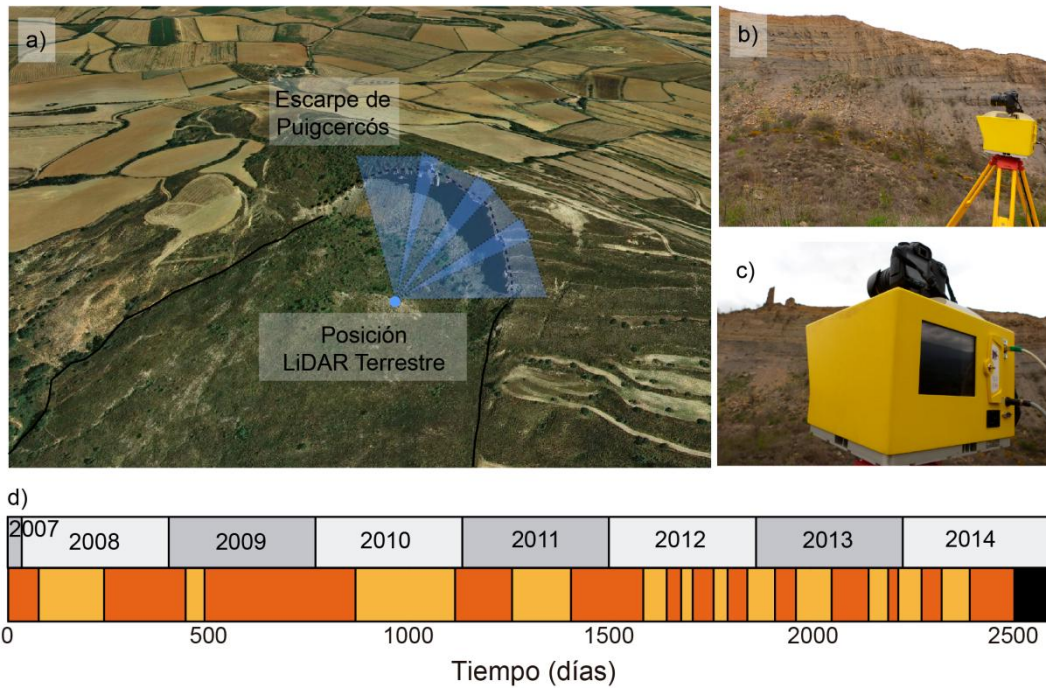 a)
Escarpe de
Puigcercós
Posición
LiDAR Terrestre
b)
c)
d)
2007
2008
2009
2010
2011
2012
2013
2014
0
500
1000
1500
2000
2500
Tiempo (días)